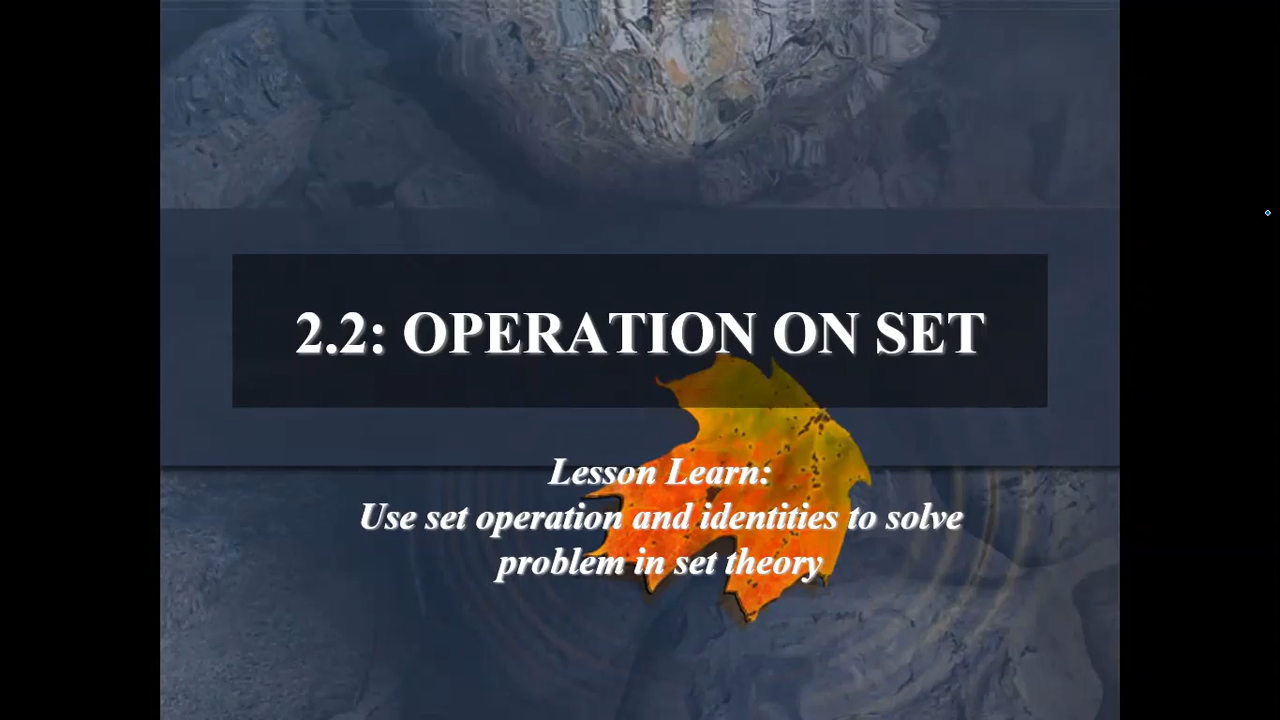 2.2: OPERATION ON SET
Lesson Learn:
Use set operation and identities to solve
problem in set theory